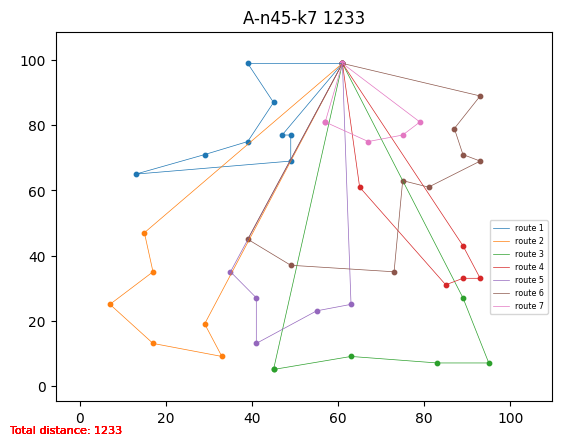 A-n45-k7 1233
100
80
60
40
20
0
0 20 40 60 80 100
route 1
route 2
route 3
route 4
route 5
route 6
route 7
Total distance: 1233